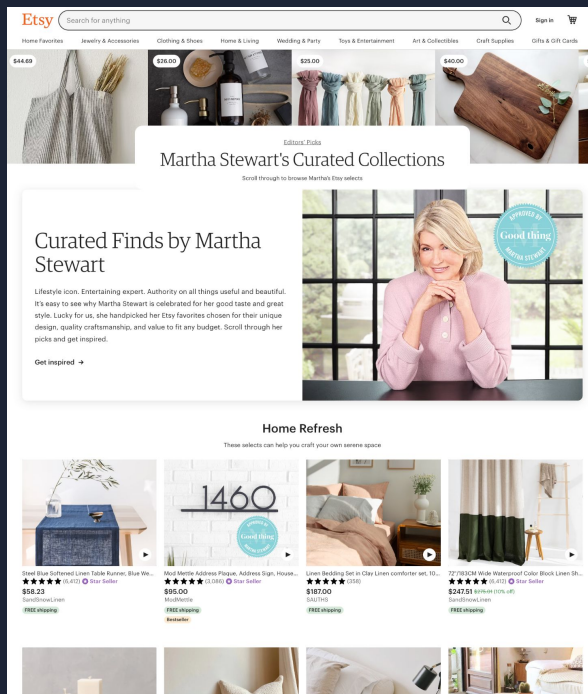 Etsy
Search for anything
Sign in
Home Favorites Jewelry & Accessories Clothing & Shoes Home & Living Wedding & Party Toys & Entertainment Art & Collectibles Craft Supplies Gifts & Gift Cards
$44.69 $26.00 $25.00 $40.00
Editors' Picks
Martha Stewart's Curated Collections
Scroll through to browse Martha's Etsy selects
Curated Finds by Martha
Stewart
Lifestyle icon. Entertaining expert. Authority on all things useful and beautiful.
It's easy to see why Martha Stewart is celebrated for her good taste and great
style. Lucky for us, she handpicked her Etsy favorites chosen for their unique
design, quality craftsmanship, and value to fit any budget. Scroll through her
picks and get inspired.
Get inspired →
APPROVED BY
Good thing
MARTHA STEWART
Home Refresh
These selects can help you craft your own serene space
1460
APPROVED BY
Good thing
MARTHA STEWART
Steel Blue Softened Linen Table Runner, Blue We...
(6,412) Star Seller
$58.23
SandSnowLinen
FREE shipping
Mod Mettle Address Plaque, Address Sign, House...
(3,086) Star Seller
$95.00
ModMettle
FREE shipping
Bestseller
Linen Bedding Set in Clay Linen comforter set, 10...
(358)
$187.00
SAUTHS
FREE shipping
72"/183CM Wide Waterproof Color Block Linen Sh...
(6,412) Star Seller
$247.51 $275.01 (10% off)
SandSnowLinen
FREE shipping